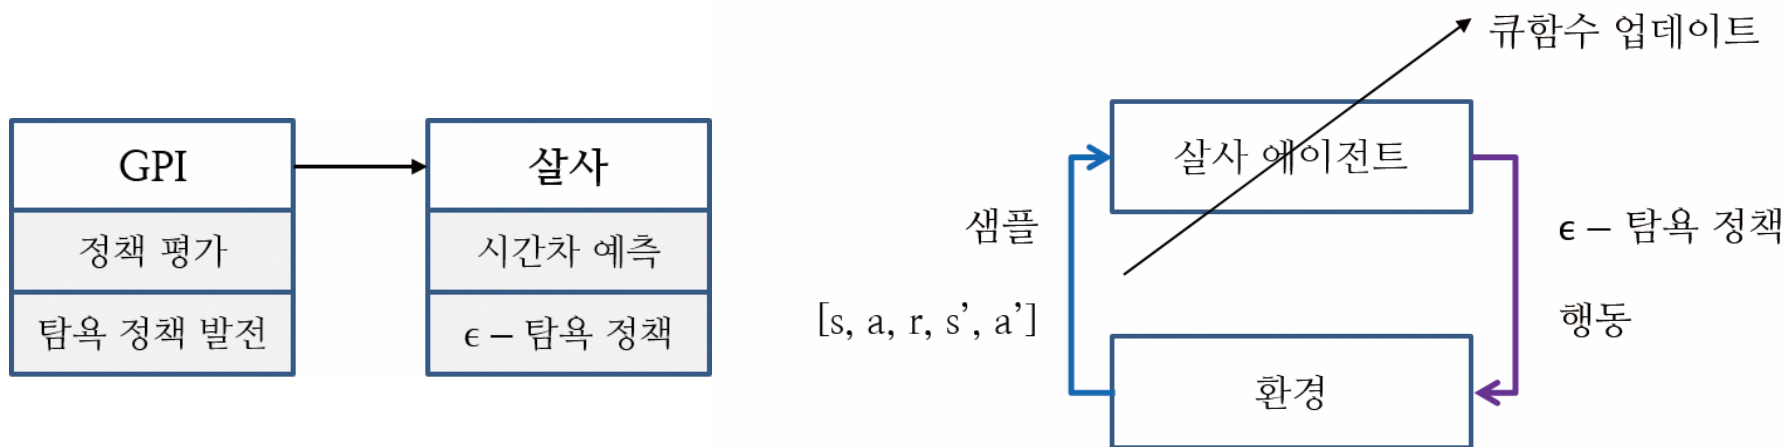 GPI
정책 평가
탐욕 정책 발전
살사
시간차 예측
ϵ – 탐욕 정책
큐함수 업데이트
살사 에이전트
샘플
[s, a, r, s’, a’]
ϵ – 탐욕 정책
행동
환경